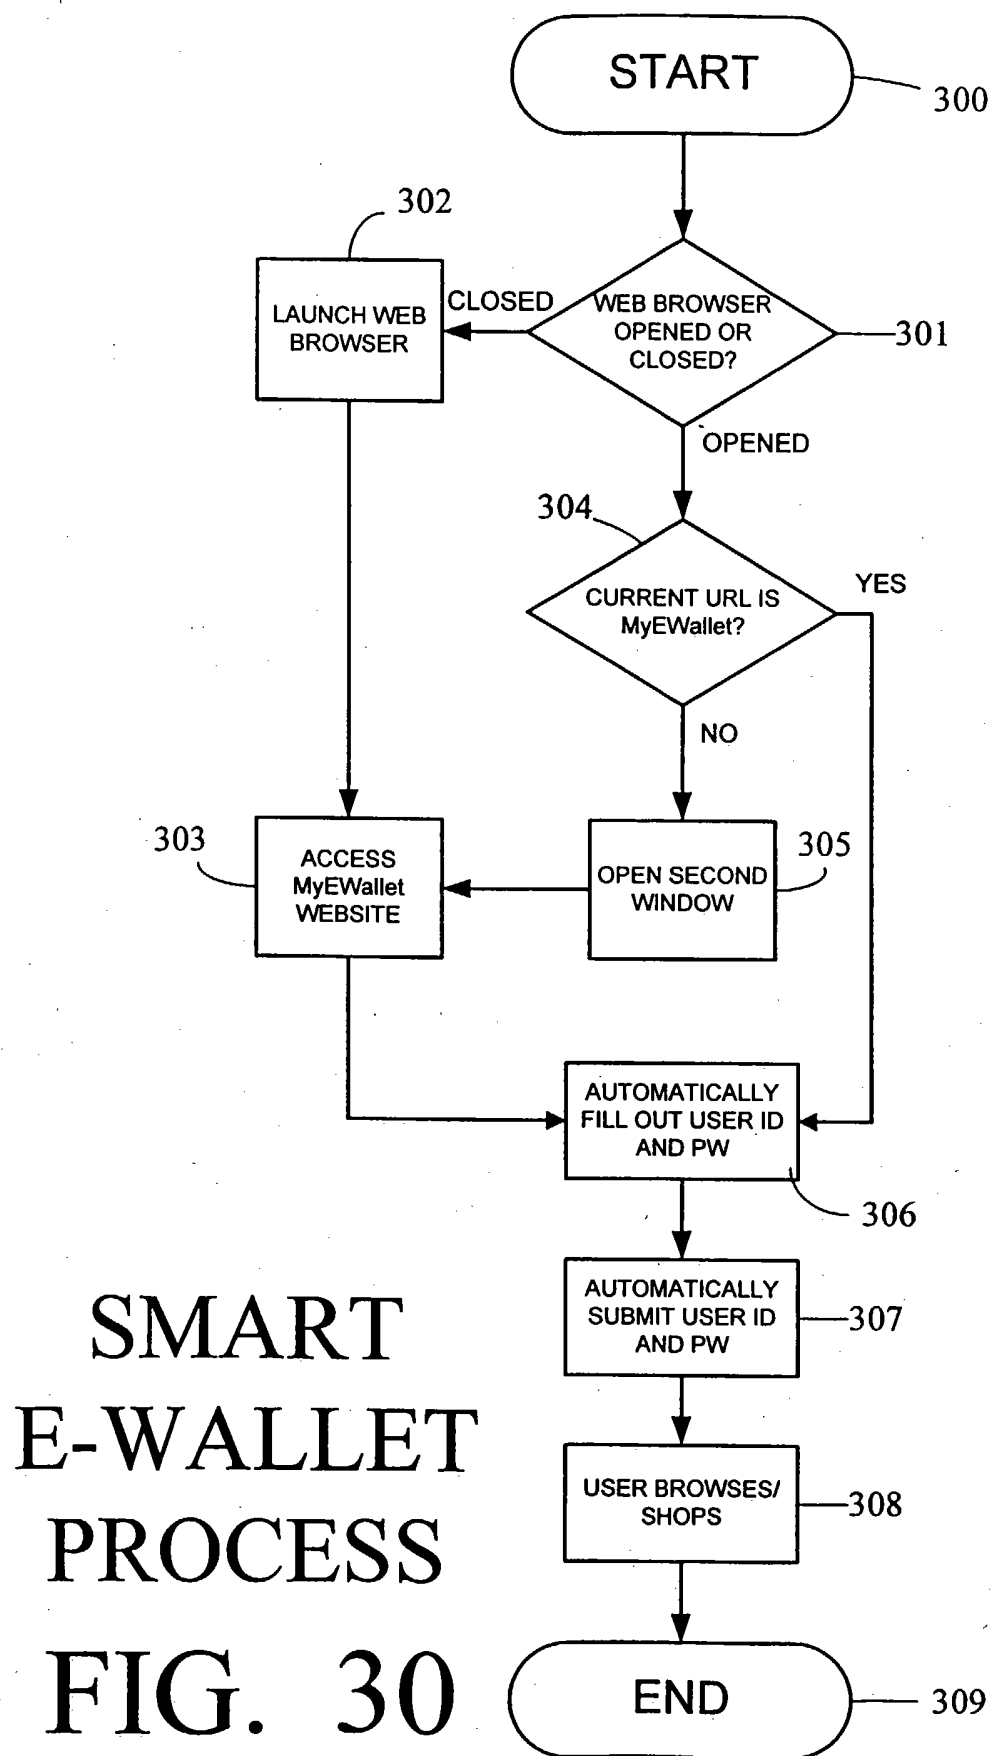 START
300
302
LAUNCH WEB
BROWSER
CLOSED
WEB BROWSER
OPENED OR
CLOSED?
301
OPENED
304
CURRENT URL IS
MyEWallet?
YES
NO
303
ACCESS
MyEWallet
WEBSITE
OPEN SECOND
WINDOW
305
AUTOMATICALLY
FILL OUT USER ID
AND PW
306
AUTOMATICALLY
SUBMIT USER ID
AND PW
307
USER BROWSES/
SHOPS
308
END
309
SMART
E-WALLET
PROCESS
FIG. 30